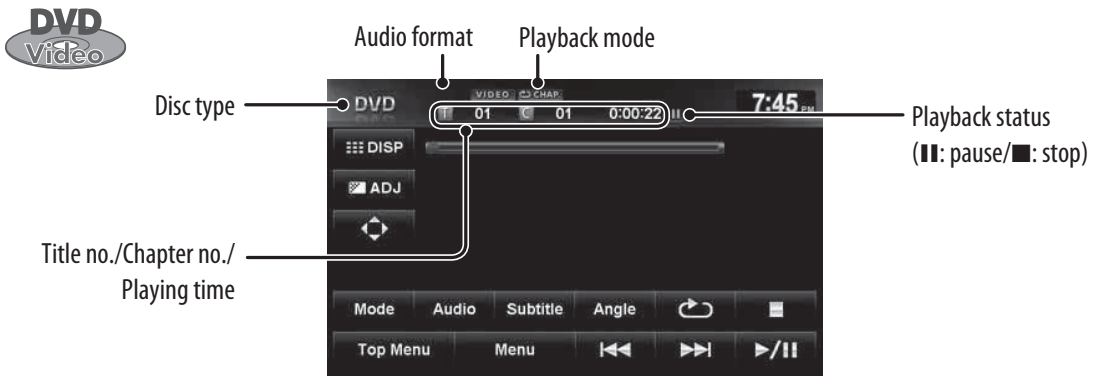 DVD
Video
Audio format
Playback mode
Disc type
DVD
VIDEO CHAP.
T 01 C 01 0:00:22
7:45 PM
Playback status
(▮▮: pause/■: stop)
DISP
ADJ
Title no./Chapter no./
Playing time
Mode Audio Subtitle Angle
Top Menu Menu